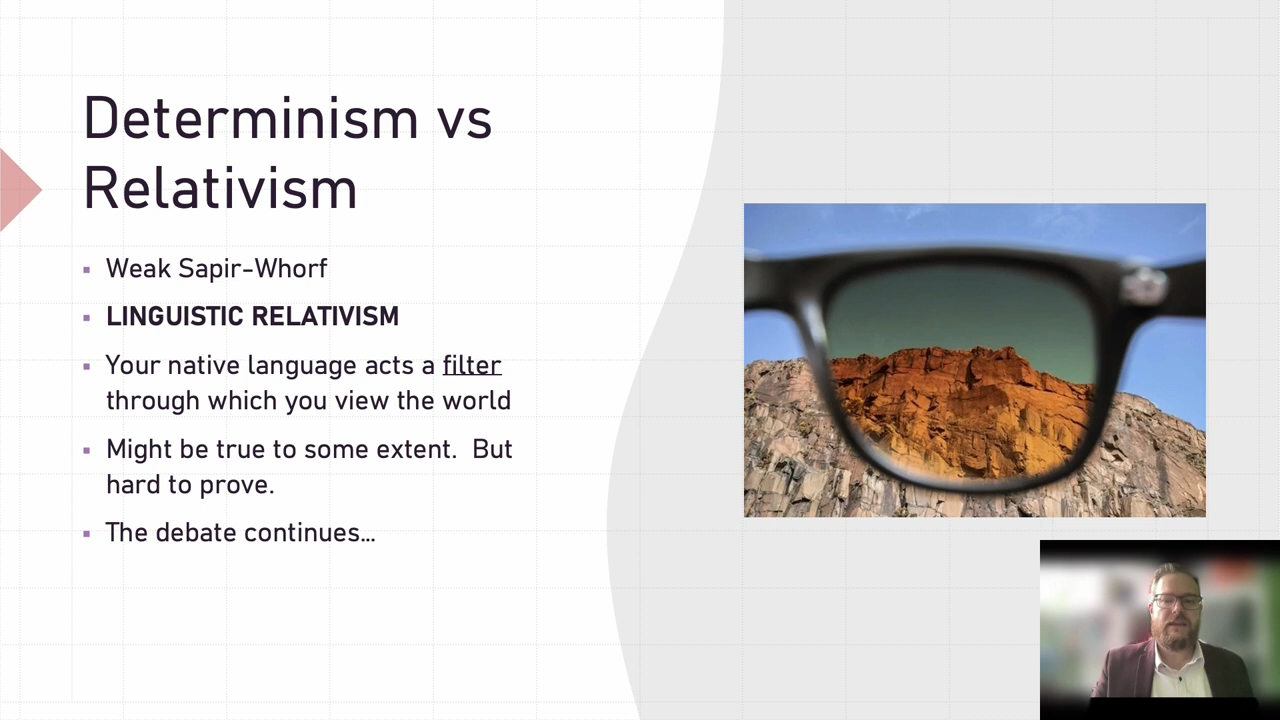 Determinism vs
Relativism
Weak Sapir-Whorf
LINGUISTIC RELATIVISM
Your native language acts a filter
through which you view the world
Might be true to some extent.  But
hard to prove.
The debate continues…